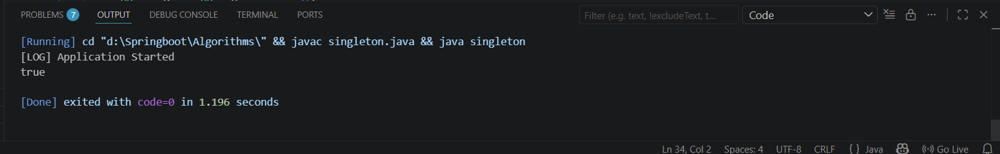 PROBLEMS 7 OUTPUT DEBUG CONSOLE TERMINAL PORTS Filter (e.g. text, !excludeText, t... Code
[Running] cd "d:\Springboot\Algorithms\" && javac singleton.java && java singleton
[LOG] Application Started
true
[Done] exited with code=0 in 1.196 seconds
Ln 34, Col 2 Spaces: 4 UTF-8 CRLF { } Java Go Live